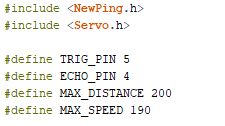 #include <NewPing.h>
#include <Servo.h>
#define TRIG_PIN 5
#define ECHO_PIN 4
#define MAX_DISTANCE 200
#define MAX_SPEED 190